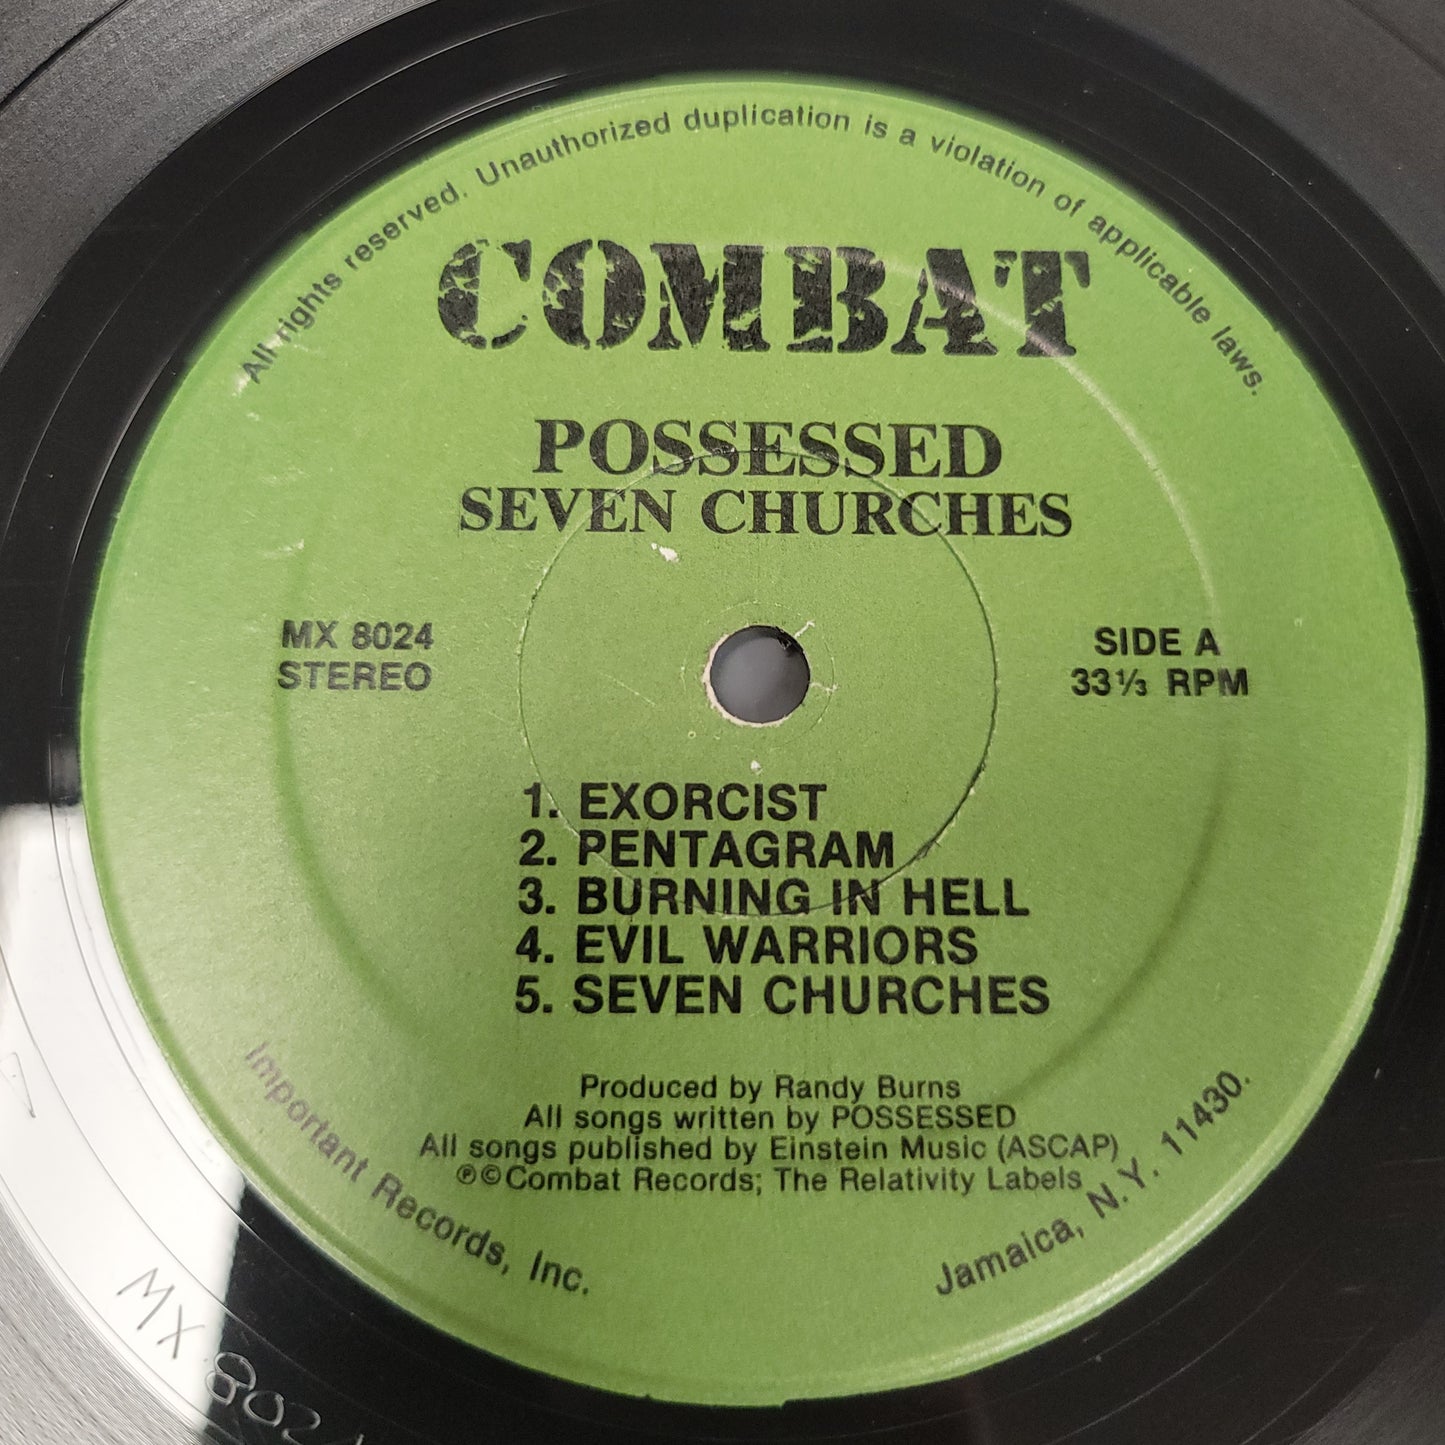 All rights reserved. Unauthorized duplication is a violation of applicable laws.
COMBAT
POSSESSED
SEVEN CHURCHES
MX 8024
STEREO
SIDE A
33⅓ RPM
1. EXORCIST
2. PENTAGRAM
3. BURNING IN HELL
4. EVIL WARRIORS
5. SEVEN CHURCHES
Produced by Randy Burns
All songs written by POSSESSED
All songs published by Einstein Music (ASCAP)
℗©Combat Records; The Relativity Labels
Important Records, Inc.
Jamaica, N.Y. 11430.
MX 802